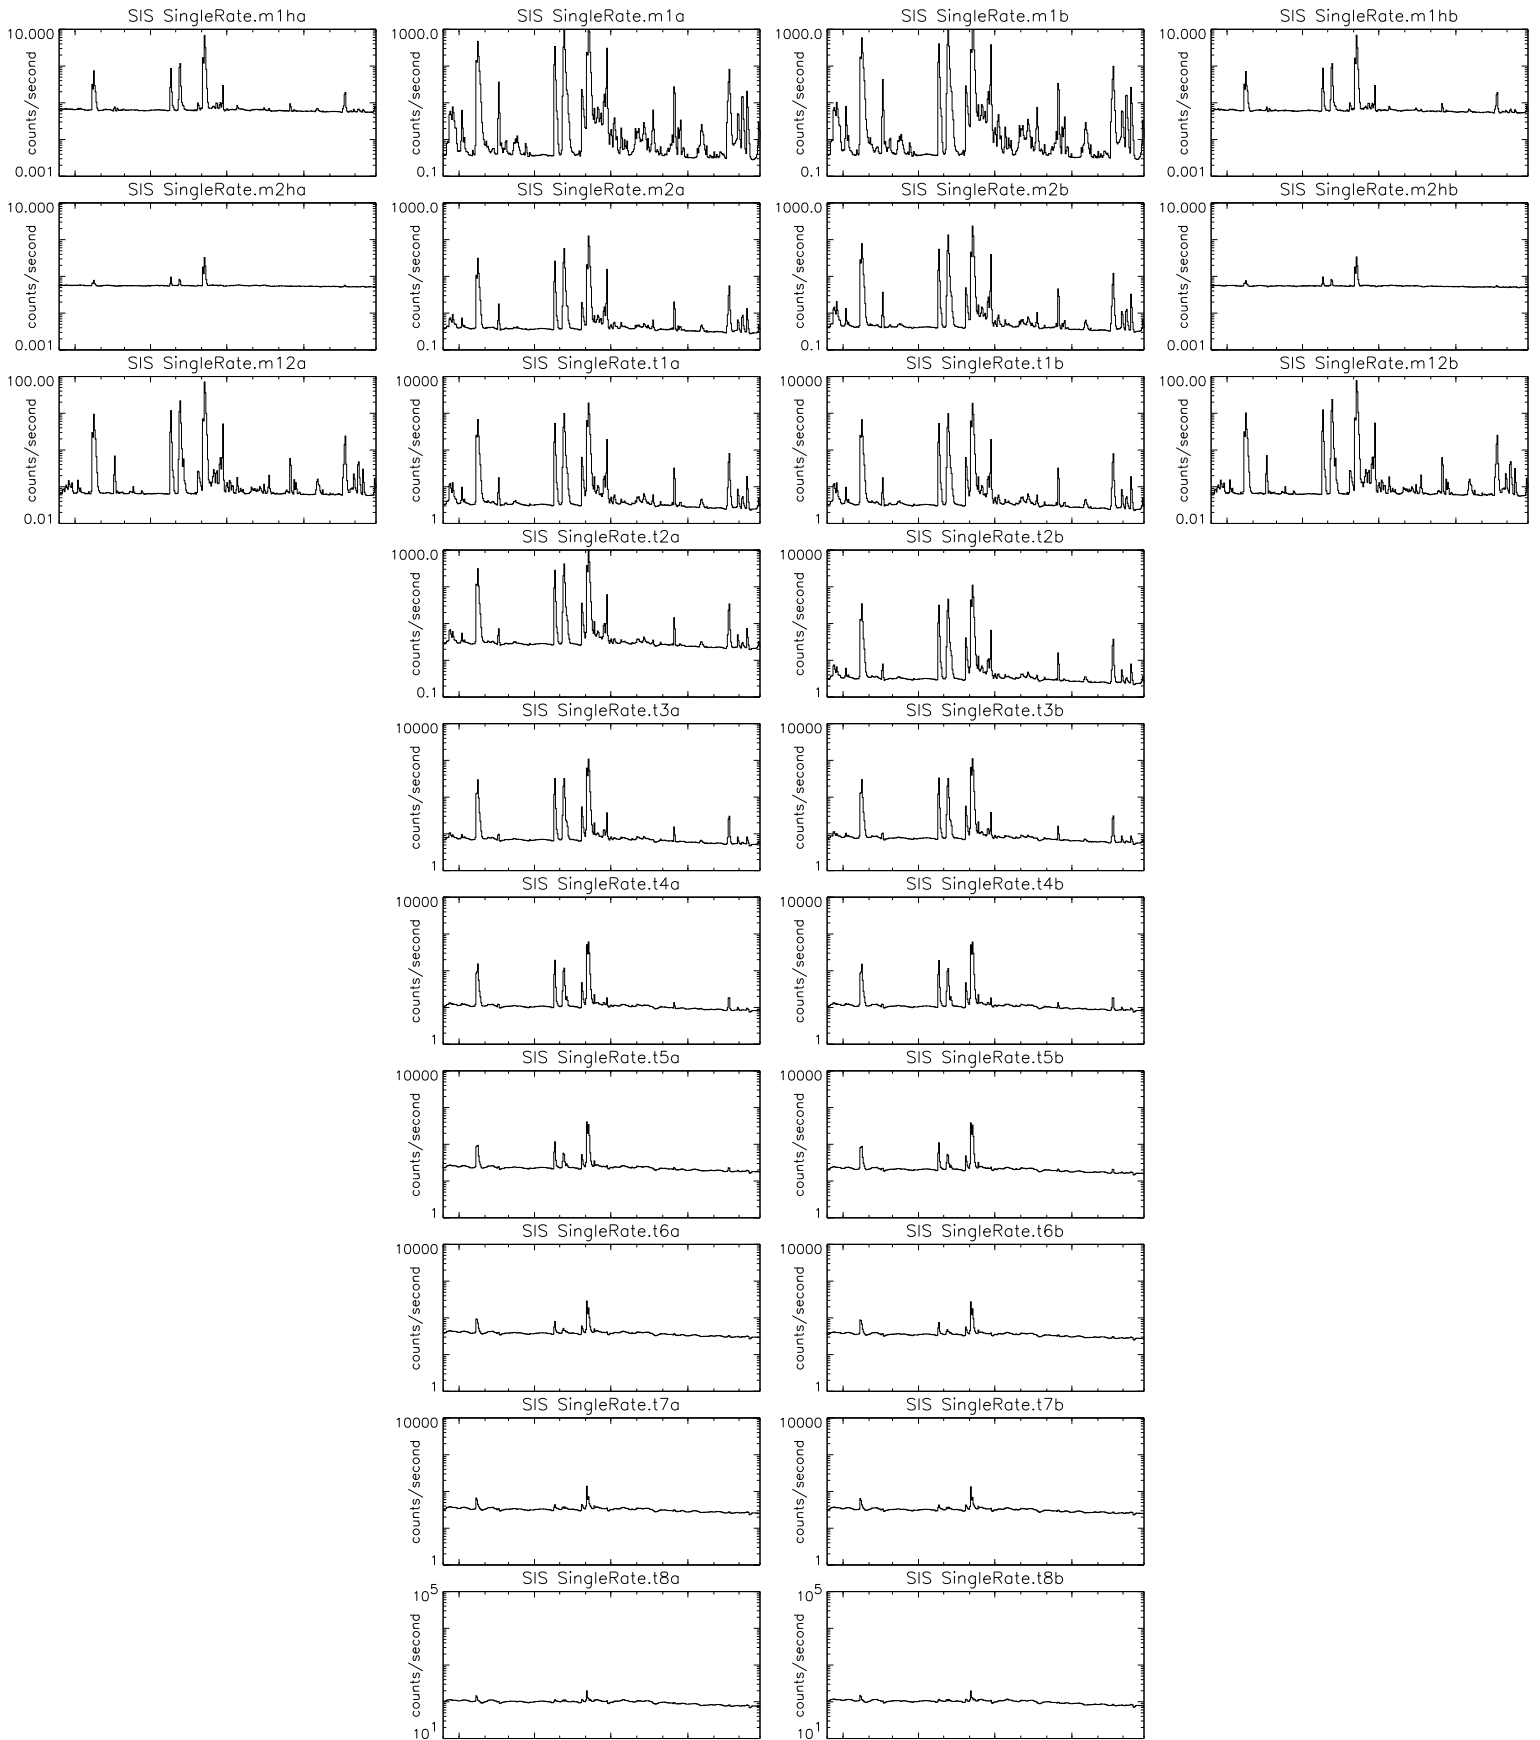 SIS SingleRate.m1ha
10.000
counts/second
0.001
SIS SingleRate.m1a
1000.0
counts/second
0.1
SIS SingleRate.m1b
1000.0
counts/second
0.1
SIS SingleRate.m1hb
10.000
counts/second
0.001
SIS SingleRate.m2ha
10.000
counts/second
0.001
SIS SingleRate.m2a
1000.0
counts/second
0.1
SIS SingleRate.m2b
1000.0
counts/second
0.1
SIS SingleRate.m2hb
10.000
counts/second
0.001
SIS SingleRate.m12a
100.00
counts/second
0.01
SIS SingleRate.t1a
10000
counts/second
1
SIS SingleRate.t1b
10000
counts/second
1
SIS SingleRate.m12b
100.00
counts/second
0.01
SIS SingleRate.t2a
1000.0
counts/second
0.1
SIS SingleRate.t2b
10000
counts/second
1
SIS SingleRate.t3a
10000
counts/second
1
SIS SingleRate.t3b
10000
counts/second
1
SIS SingleRate.t4a
10000
counts/second
1
SIS SingleRate.t4b
10000
counts/second
1
SIS SingleRate.t5a
10000
counts/second
1
SIS SingleRate.t5b
10000
counts/second
1
SIS SingleRate.t6a
10000
counts/second
1
SIS SingleRate.t6b
10000
counts/second
1
SIS SingleRate.t7a
10000
counts/second
1
SIS SingleRate.t7b
10000
counts/second
1
SIS SingleRate.t8a
10⁵
counts/second
10¹
SIS SingleRate.t8b
10⁵
counts/second
10¹